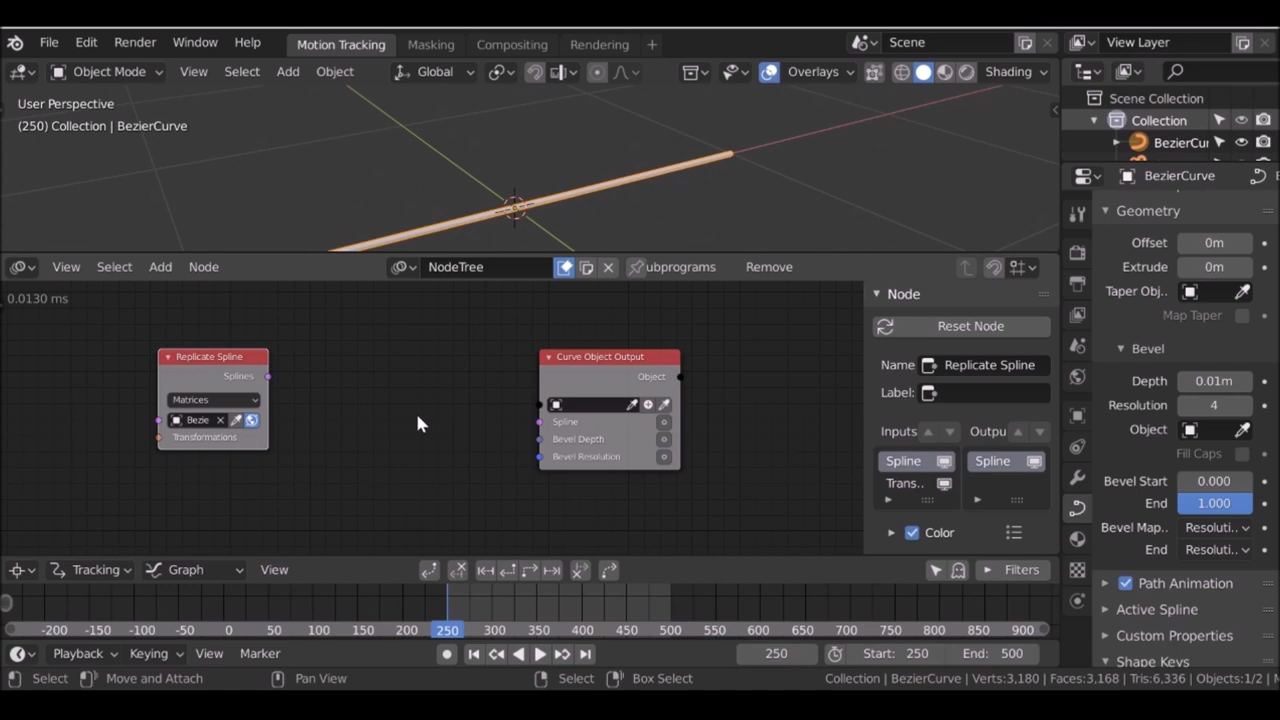 File Edit Render Window Help Motion Tracking Masking Compositing Rendering + Scene View Layer
Object Mode View Select Add Object Global Overlays Shading
User Perspective
(250) Collection | BezierCurve
Scene Collection
Collection
BezierCur
BezierCurve
Geometry
Offset 0m
Extrude 0m
Taper Obj..
Map Taper
Bevel
Depth 0.01m
Resolution 4
Object
Fill Caps
Bevel Start 0.000
End 1.000
Bevel Map.. Resoluti..
End Resoluti..
Path Animation
Active Spline
Custom Properties
Shape Keys
View Select Add Node NodeTree ubprograms Remove
0.0130 ms
Replicate Spline
Splines
Matrices
Bezie
Transformations
Curve Object Output
Object
Spline
Bevel Depth
Bevel Resolution
Node
Reset Node
Name Replicate Spline
Label:
Inputs Outpu
Spline Spline
Trans..
Color
Tracking Graph View Filters
-200 -150 -100 -50 0 50 100 150 200 250 300 350 400 450 500 550 600 650 700 750 800 850 900
Playback Keying View Marker 250 Start: 250 End: 500
Select Move and Attach Pan View Select Box Select Collection | BezierCurve | Verts:3,180 | Faces:3,168 | Tris:6,336 | Objects:1/2 |